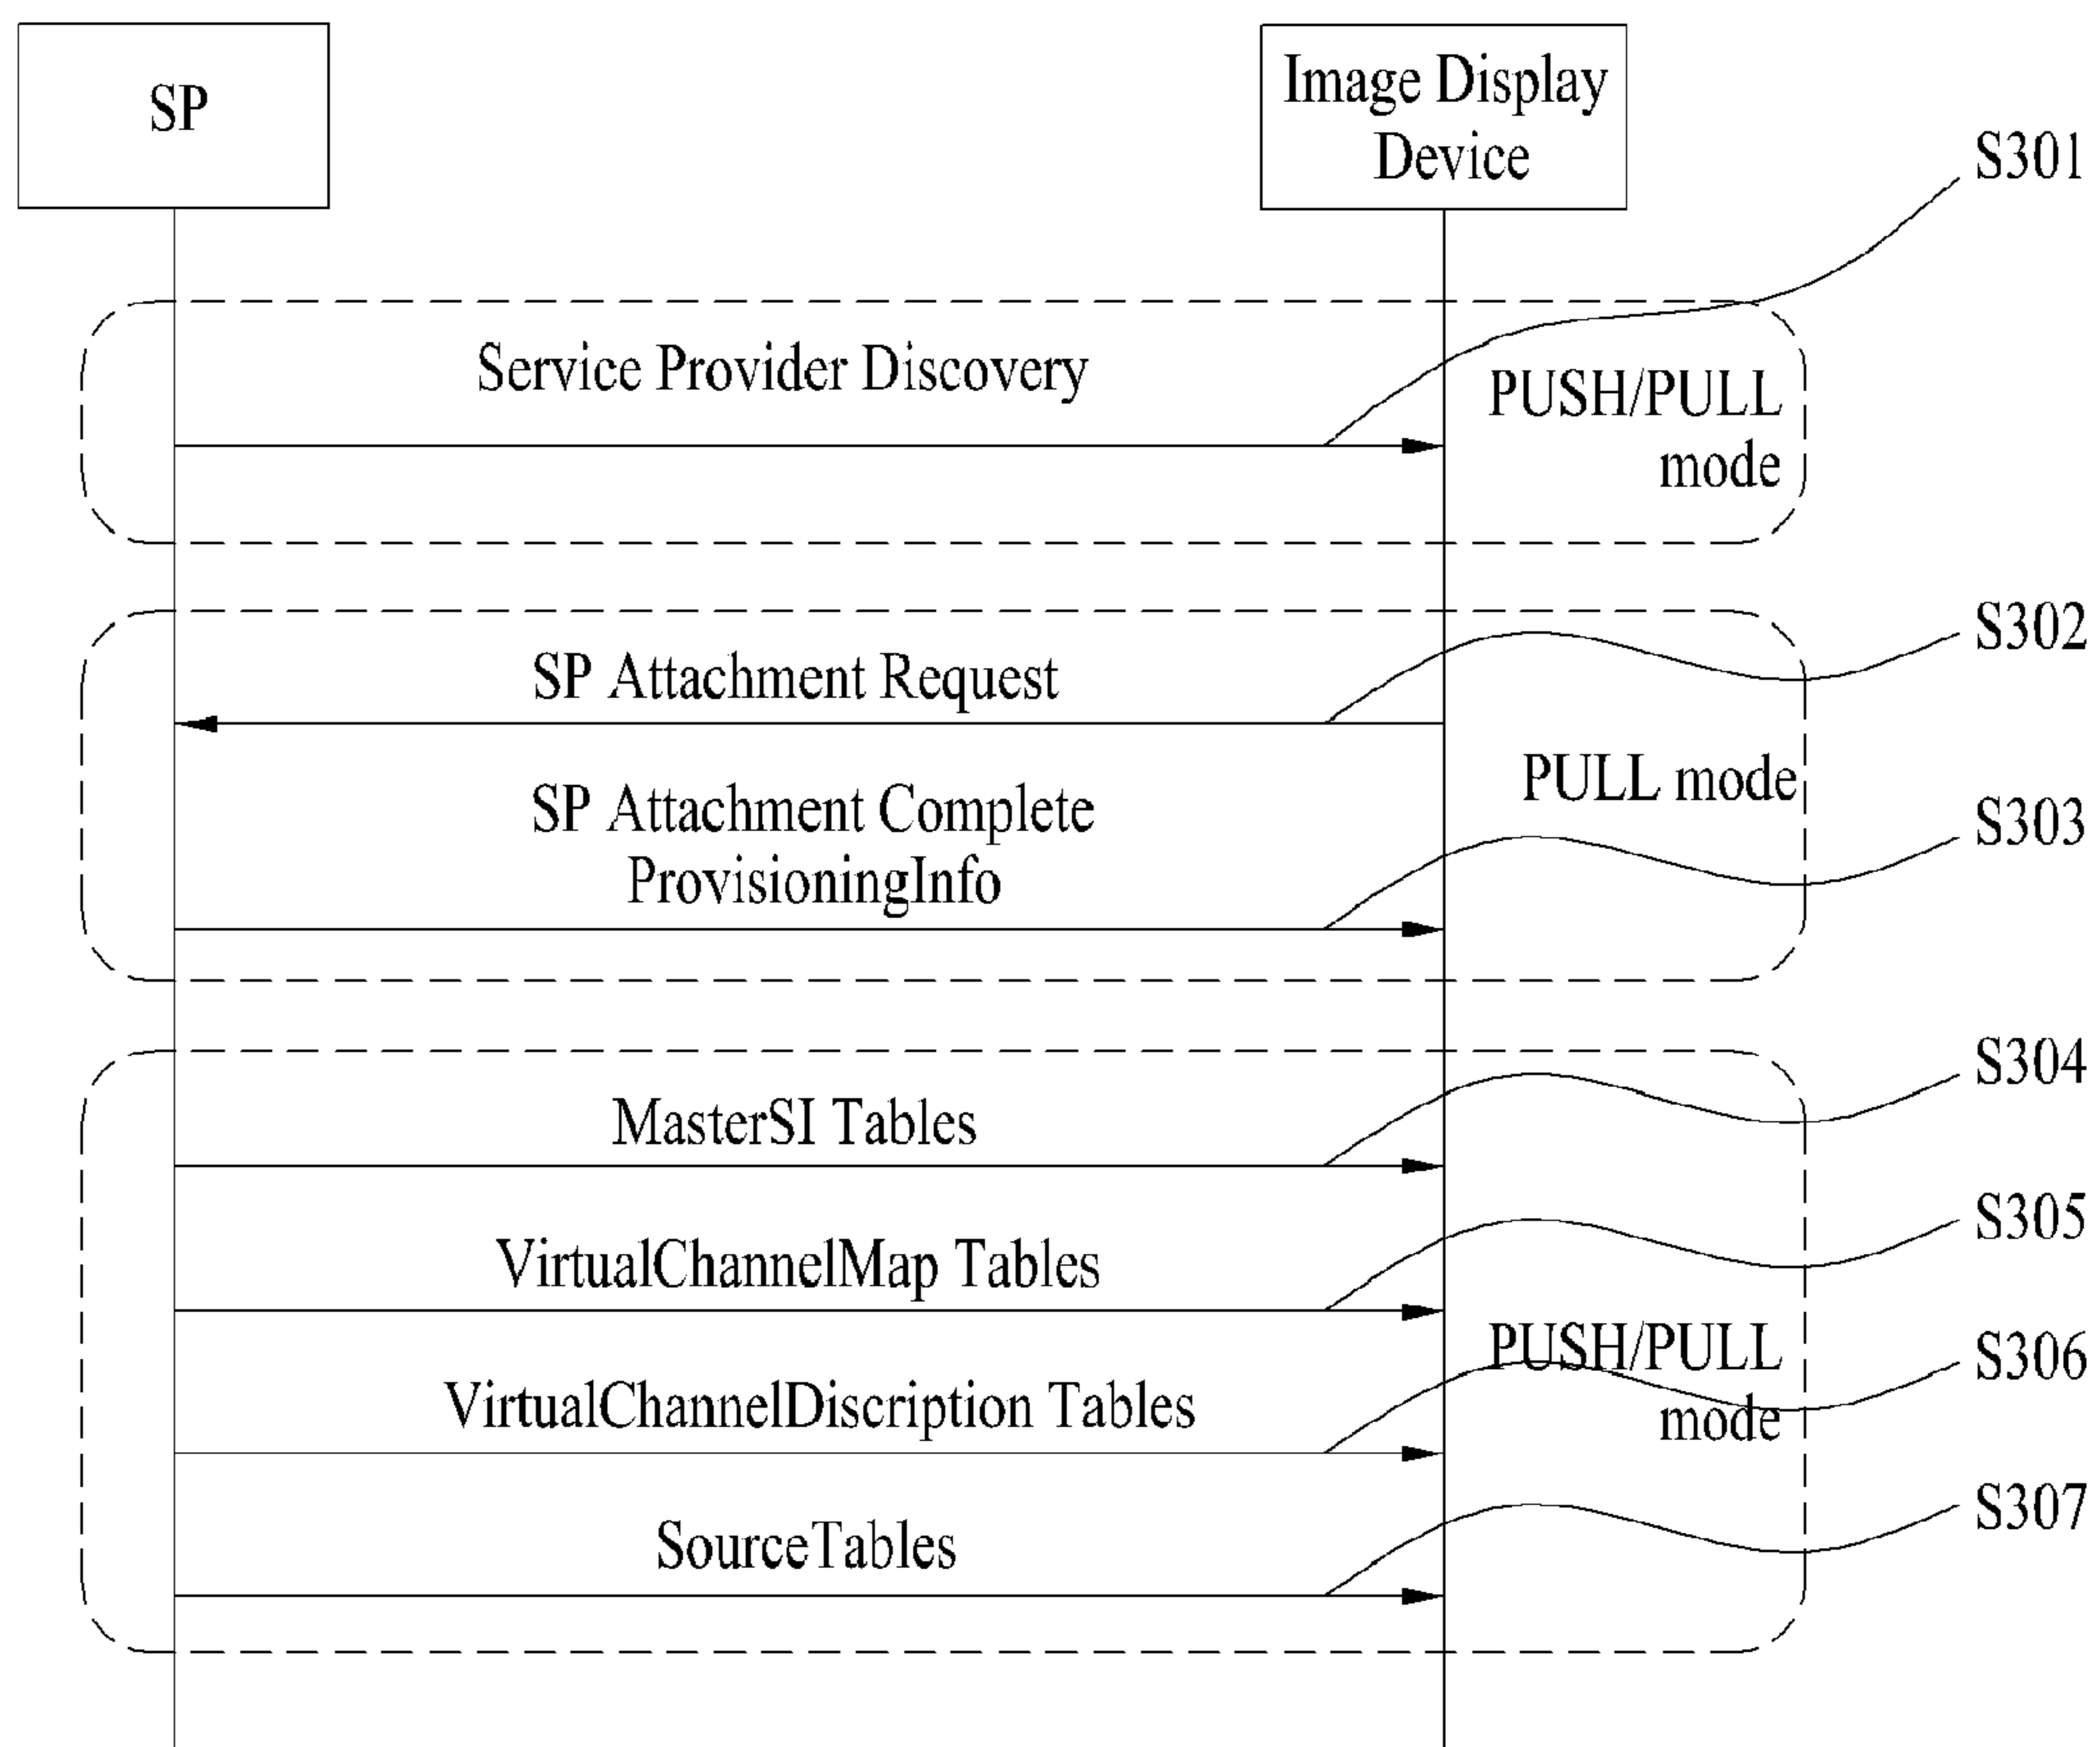 SP
Image Display
Device
S301
Service Provider Discovery
PUSH/PULL
mode
S302
SP Attachment Request
PULL mode
SP Attachment Complete
ProvisioningInfo
S303
S304
MasterSI Tables
S305
VirtualChannelMap Tables
PUSH/PULL
mode
S306
VirtualChannelDiscription Tables
S307
SourceTables